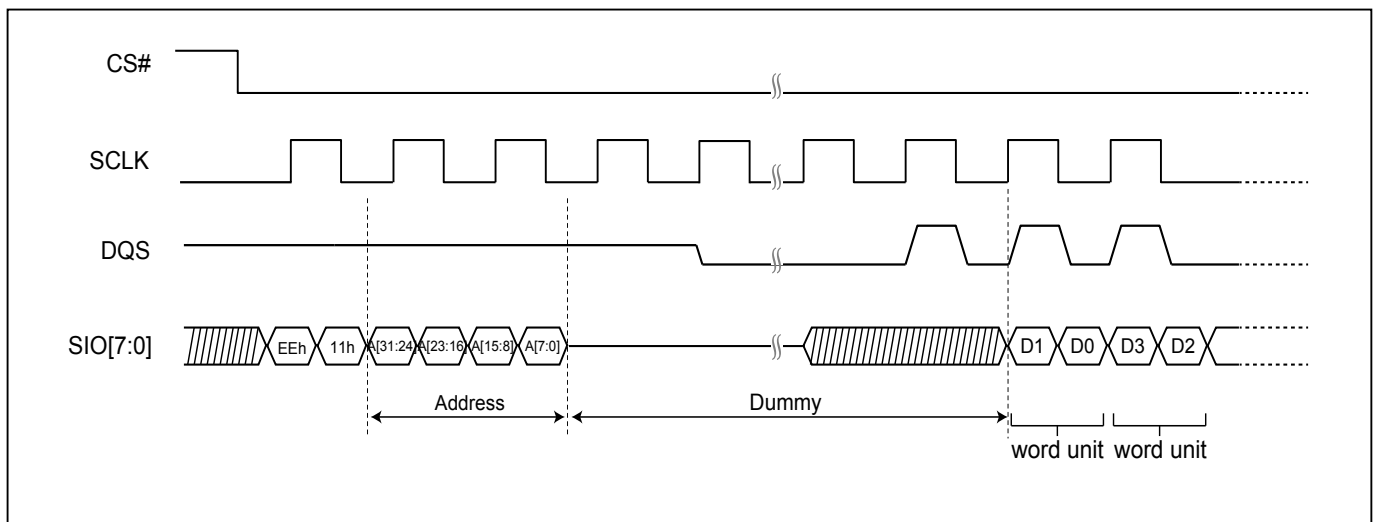 CS#
SCLK
DQS
SIO[7:0] EEh 11h A[31:24] A[23:16] A[15:8] A[7:0] D1 D0 D3 D2
Address Dummy
word unit word unit